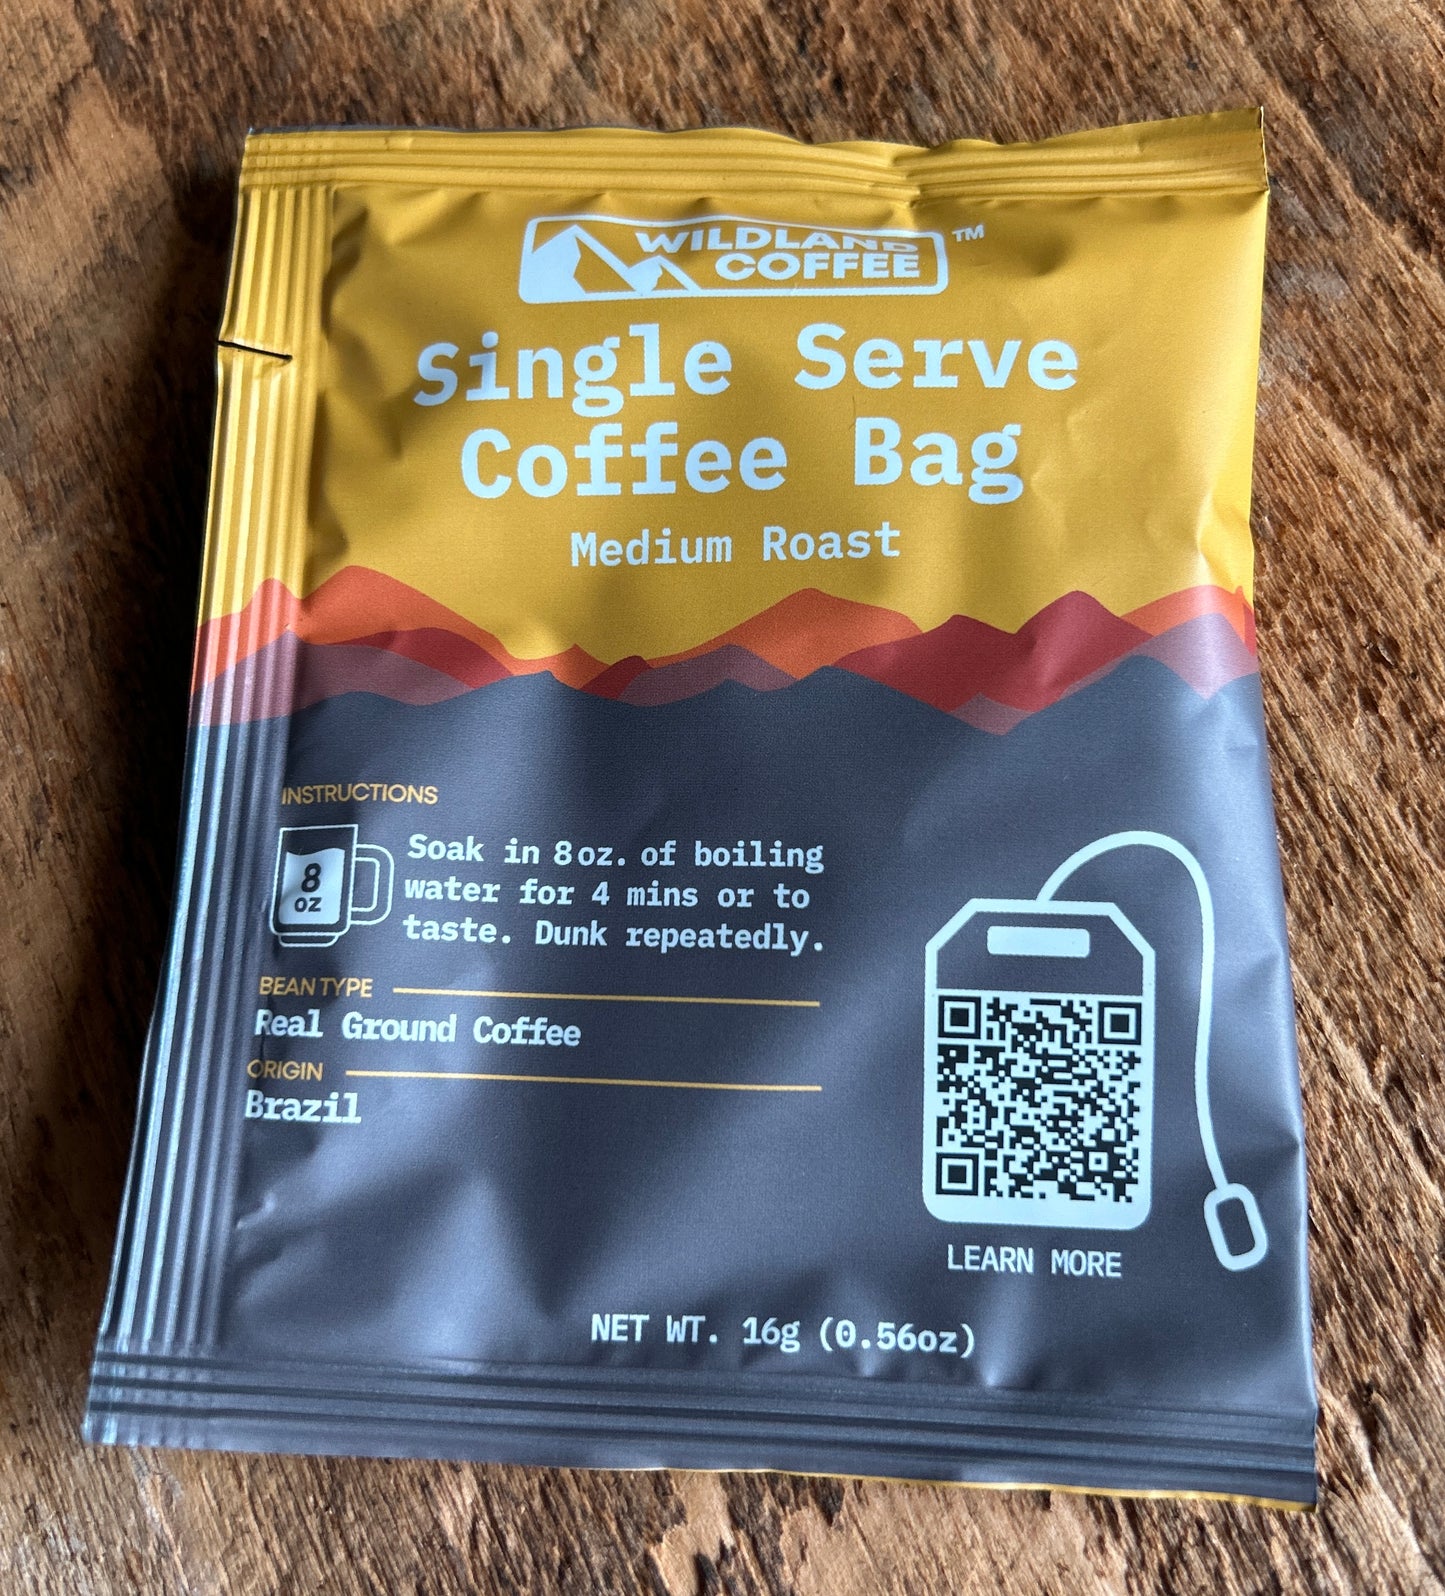 WILDLAND
COFFEE
TM
Single Serve
Coffee Bag
Medium Roast
INSTRUCTIONS
8
oz
Soak in 8oz. of boiling
water for 4 mins or to
taste. Dunk repeatedly.
BEAN TYPE
Real Ground Coffee
ORIGIN
Brazil
LEARN MORE
NET WT. 16g (0.56oz)